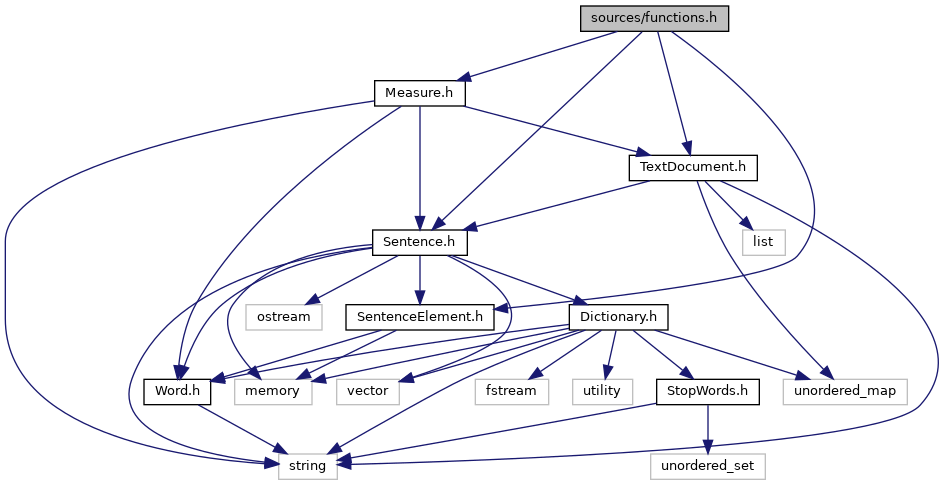 sources/functions.h
Measure.h
TextDocument.h
Sentence.h
list
ostream
SentenceElement.h
Dictionary.h
Word.h
memory
vector
fstream
utility
StopWords.h
unordered_map
string
unordered_set